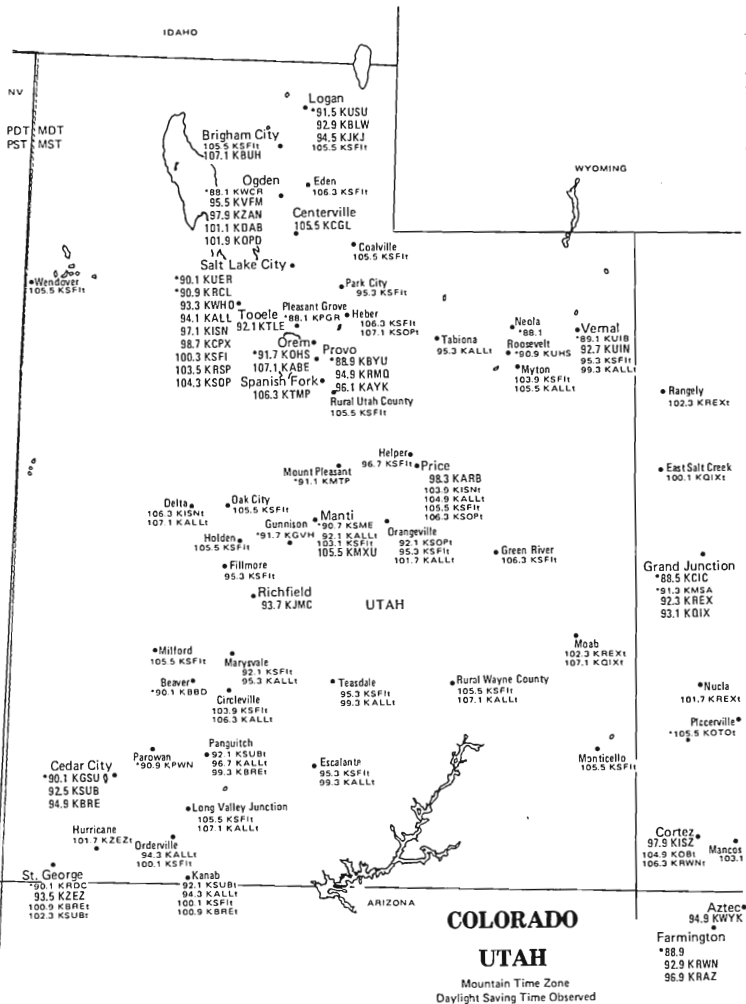 IDAHO
NV
PDT MDT
PST MST
Logan
*91.5 KUSU
92.9 KBLW
94.5 KJKJ
105.5 KSFIt
Brigham City
105.5 KSFIt
107.1 KBUH
WYOMING
Ogden
*88.1 KWCR
95.5 KVFM
97.9 KZAN
101.1 KDAB
101.9 KOPD
Eden
106.3 KSFIt
Centerville
105.5 KCGL
Coalville
105.5 KSFIt
Wendover
105.5 KSFIt
Salt Lake City
*90.1 KUER
*90.9 KRCL
93.3 KWHO
94.1 KALL
97.1 KISN
98.7 KCPX
100.3 KSFI
103.5 KRSP
104.3 KSOP
Park City
95.3 KSFIt
Tooele
92.1 KTLE
Pleasant Grove
*88.1 KPGR
Heber
106.3 KSFIt
107.1 KSOPt
Orem
*91.7 KOHS
107.1 KABE
Provo
*88.9 KBYU
94.9 KRMQ
96.1 KAYK
Spanish Fork
106.3 KTMP
Rural Utah County
105.5 KSFIt
Tabiona
95.3 KALLt
Neola
*88.1
Roosevelt
*90.9 KUHS
Myton
103.9 KSFIt
105.5 KALLt
Vernal
*89.1 KUIB
92.7 KUIN
95.3 KSFIt
99.3 KALLt
Rangely
102.3 KREXt
Helper
96.7 KSFIt
Price
98.3 KARB
103.9 KISNt
104.9 KALLt
105.5 KSFIt
106.3 KSOPt
Mount Pleasant
*91.1 KMTP
East Salt Creek
100.1 KQIXt
Delta
106.3 KISNt
107.1 KALLt
Oak City
105.5 KSFIt
Gunnison
*91.7 KGVH
Manti
*90.7 KSME
92.1 KALLt
103.1 KSFIt
105.5 KMXU
Orangeville
92.1 KSOPt
95.3 KSFIt
101.7 KALLt
Holden
105.5 KSFIt
Green River
106.3 KSFIt
Fillmore
95.3 KSFIt
Grand Junction
*88.5 KCIC
*91.3 KMSA
92.3 KREX
93.1 KQIX
Richfield
93.7 KJMC
UTAH
Milford
105.5 KSFIt
Marysvale
92.1 KSFIt
95.3 KALLt
Moab
102.3 KREXt
107.1 KQIXt
Beaver
*90.1 KBBD
Circleville
103.9 KSFIt
106.3 KALLt
Teasdale
95.3 KSFIt
99.3 KALLt
Rural Wayne County
105.5 KSFIt
107.1 KALLt
Nucla
101.7 KREXt
Placerville
*105.5 KOTOt
Parowan
*90.9 KPWN
Panguitch
92.1 KSUBt
96.7 KALLt
99.3 KBREt
Escalante
95.3 KSFIt
99.3 KALLt
Monticello
105.5 KSFIt
Cedar City
*90.1 KGSU
92.5 KSUB
94.9 KBRE
Long Valley Junction
105.5 KSFIt
107.1 KALLt
Hurricane
101.7 KZEZt
Orderville
94.3 KALLt
100.1 KSFIt
Cortez
97.9 KISZ
104.9 KOBt
106.3 KRWNt
Mancos
103.1
St. George
*90.1 KRDC
93.5 KZEZ
100.9 KBREt
102.3 KSUBt
Kanab
92.1 KSUBt
94.3 KALLt
100.1 KSFIt
100.9 KBREt
ARIZONA
Aztec
94.9 KWYK
Farmington
*88.9
92.9 KRWN
96.9 KRAZ
COLORADO
UTAH
Mountain Time Zone
Daylight Saving Time Observed